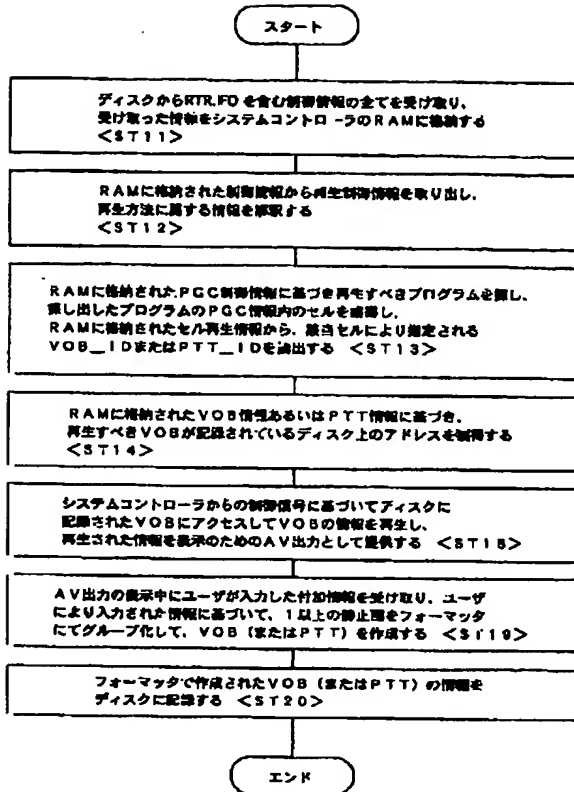 スタート
ディスクからRTR.IFOを含む制御情報の全てを受け取り、
受け取った情報をシステムコントローラのRAMに格納する
<ST11>
RAMに格納された制御情報から再生制御情報を取り出し、
再生方法に関する情報を解釈する
<ST12>
RAMに格納されたPGC制御情報に基づき再生すべきプログラムを探し、
探し出したプログラムのPGC情報内のセルを
RAMに格納されたセル再生情報から、該当セルにより指定される
VOB_IDまたはPTT_IDを読出する <ST13>
RAMに格納されたVOB情報あるいはPTT情報に基づき、
再生すべきVOBが記録されているディスク上のアドレスを獲得する
<ST14>
システムコントローラからの制御信号に基づいてディスクに
記録されたVOBにアクセスしてVOBの情報を再生し、
再生された情報を表示のためのAV出力として提供する <ST15>
AV出力の表示中にユーザが入力した付加情報を受け取り、ユーザ
により入力された情報に基づいて、1以上の静止画をフォーマッタ
にてグループ化して、VOB(またはPTT)を作成する <ST19>
フォーマッタで作成されたVOB(またはPTT)の情報を
ディスクに記録する <ST20>
エンド